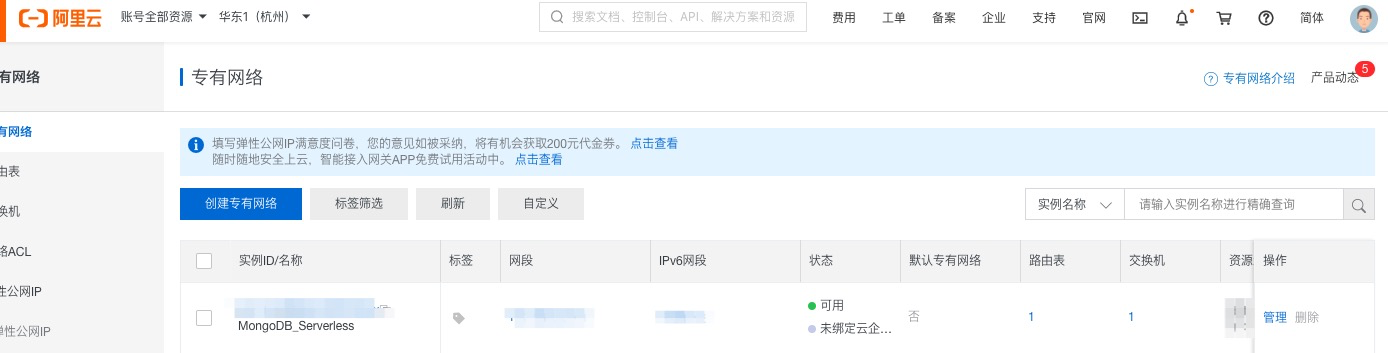 阿里云 账号全部资源 华东1（杭州） 搜索文档、控制台、API、解决方案和资源 费用 工单 备案 企业 支持 官网 简体
有网络 专有网络 专有网络介绍 产品动态 5
有网络
填写弹性公网IP满意度问卷，您的意见如被采纳，将有机会获取200元代金券。 点击查看
随时随地安全上云，智能接入网关APP免费试用活动中。 点击查看
由表
换机 创建专有网络 标签筛选 刷新 自定义 实例名称 请输入实例名称进行精确查询
络ACL 实例ID/名称 标签 网段 IPv6网段 状态 默认专有网络 路由表 交换机 资源 操作
性公网IP
可用
MongoDB_Serverless 否 1 1 管理 删除
弹性公网IP 未绑定云企...